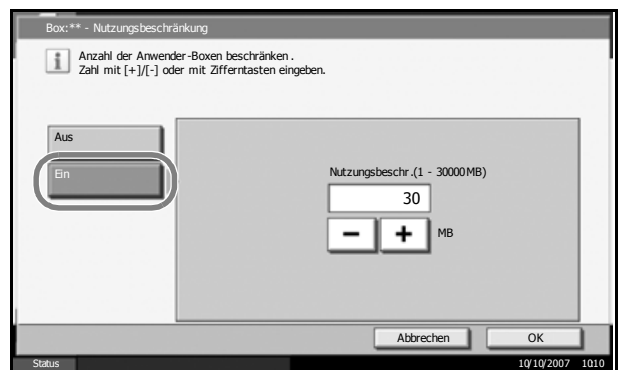 Box:** - Nutzungsbeschränkung
Anzahl der Anwender-Boxen beschränken .
Zahl mit [+]/[-] oder mit Zifferntasten eingeben.
Aus
Ein
Nutzungsbeschr.(1 - 30000MB)
30
− + MB
Abbrechen OK
Status 10/10/2007 10:10